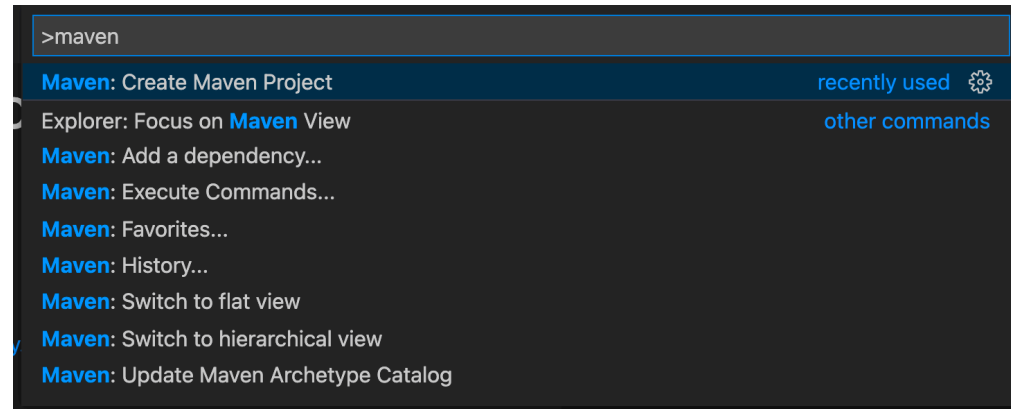 >maven
Maven: Create Maven Project recently used
Explorer: Focus on Maven View other commands
Maven: Add a dependency...
Maven: Execute Commands...
Maven: Favorites...
Maven: History...
Maven: Switch to flat view
Maven: Switch to hierarchical view
Maven: Update Maven Archetype Catalog